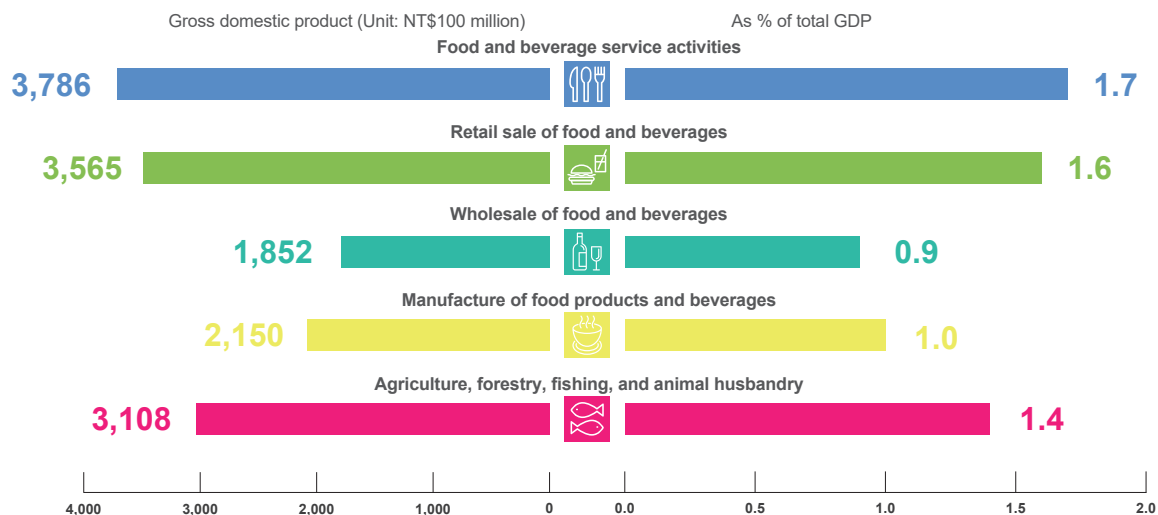 Gross domestic product (Unit: NT$100 million) As % of total GDP
Food and beverage service activities
3,786 1.7
Retail sale of food and beverages
3,565 1.6
Wholesale of food and beverages
1,852 0.9
Manufacture of food products and beverages
2,150 1.0
Agriculture, forestry, fishing, and animal husbandry
3,108 1.4
4,000 3,000 2,000 1,000 0 0.0 0.5 1.0 1.5 2.0